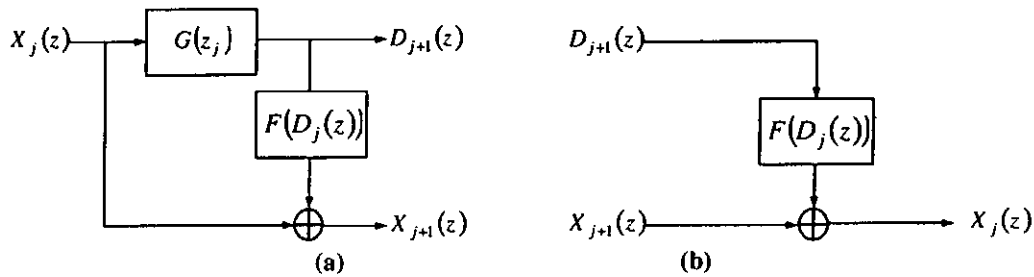 X_j(z) G(z_j) D_{j+1}(z) D_{j+1}(z)
F(D_j(z)) F(D_j(z))
X_{j+1}(z) X_{j+1}(z) X_j(z)
(a) (b)